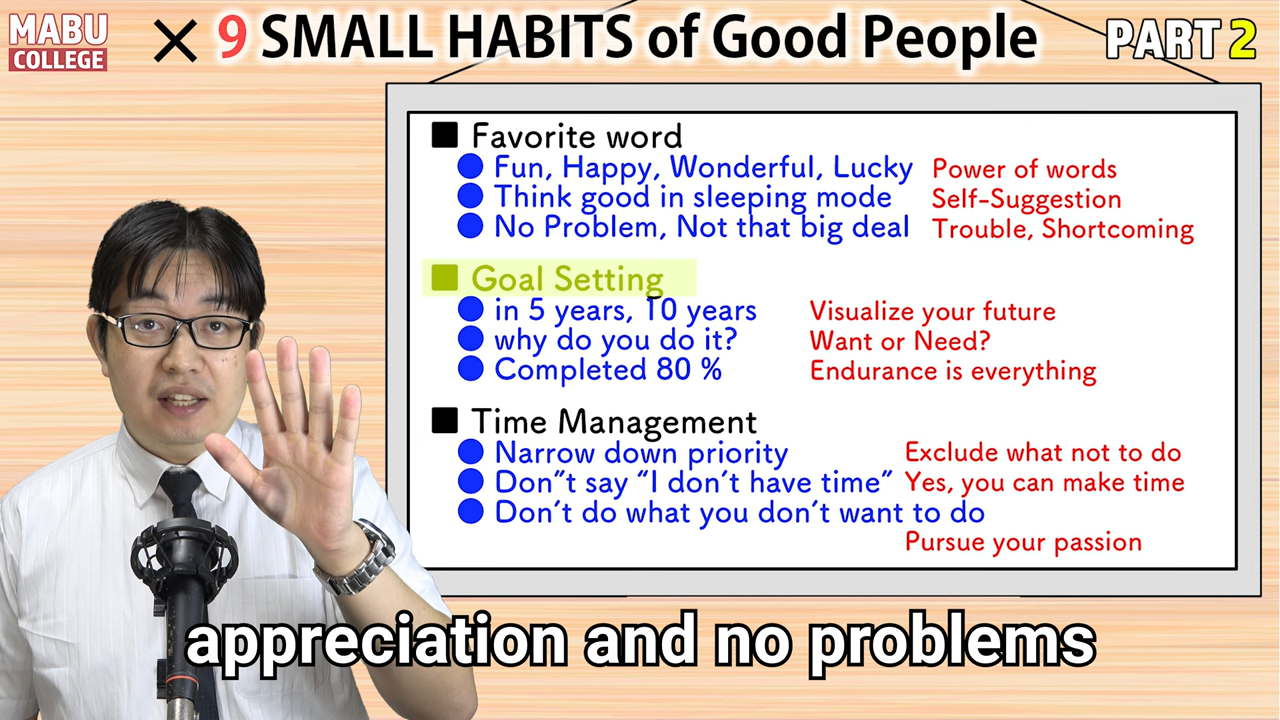 MABU
COLLEGE
× 9 SMALL HABITS of Good People
PART 2
■ Favorite word
● Fun, Happy, Wonderful, Lucky Power of words
● Think good in sleeping mode Self-Suggestion
● No Problem, Not that big deal Trouble, Shortcoming
■ Goal Setting
● in 5 years, 10 years Visualize your future
● why do you do it? Want or Need?
● Completed 80 % Endurance is everything
■ Time Management
● Narrow down priority Exclude what not to do
● Don”t say “I don’t have time” Yes, you can make time
● Don’t do what you don’t want to do
Pursue your passion
appreciation and no problems